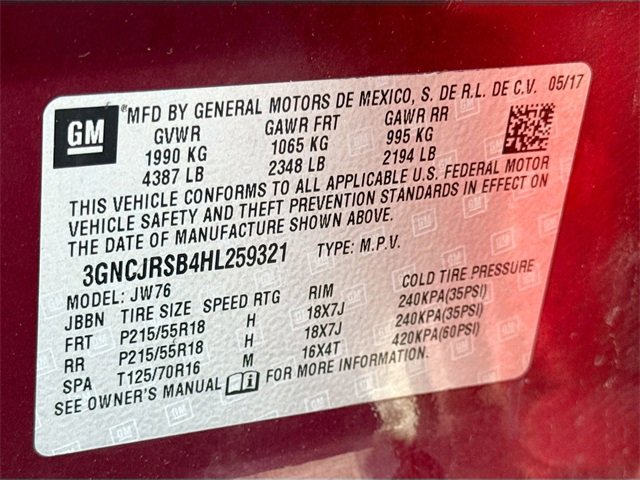 GM
®MFD BY GENERAL MOTORS DE MEXICO, S. DE R.L. DE C.V. 05/17
GVWR GAWR FRT GAWR RR
1990 KG 1065 KG 995 KG
4387 LB 2348 LB 2194 LB
THIS VEHICLE CONFORMS TO ALL APPLICABLE U.S. FEDERAL MOTOR
VEHICLE SAFETY AND THEFT PREVENTION STANDARDS IN EFFECT ON
THE DATE OF MANUFACTURE SHOWN ABOVE.
3GNCJRSB4HL259321 TYPE: M.P.V.
MODEL: JW76
JBBN TIRE SIZE SPEED RTG RIM COLD TIRE PRESSURE
FRT P215/55R18 H 18X7J 240KPA(35PSI)
RR P215/55R18 H 18X7J 240KPA(35PSI)
SPA T125/70R16 M 16X4T 420KPA(60PSI)
SEE OWNER'S MANUAL FOR MORE INFORMATION.